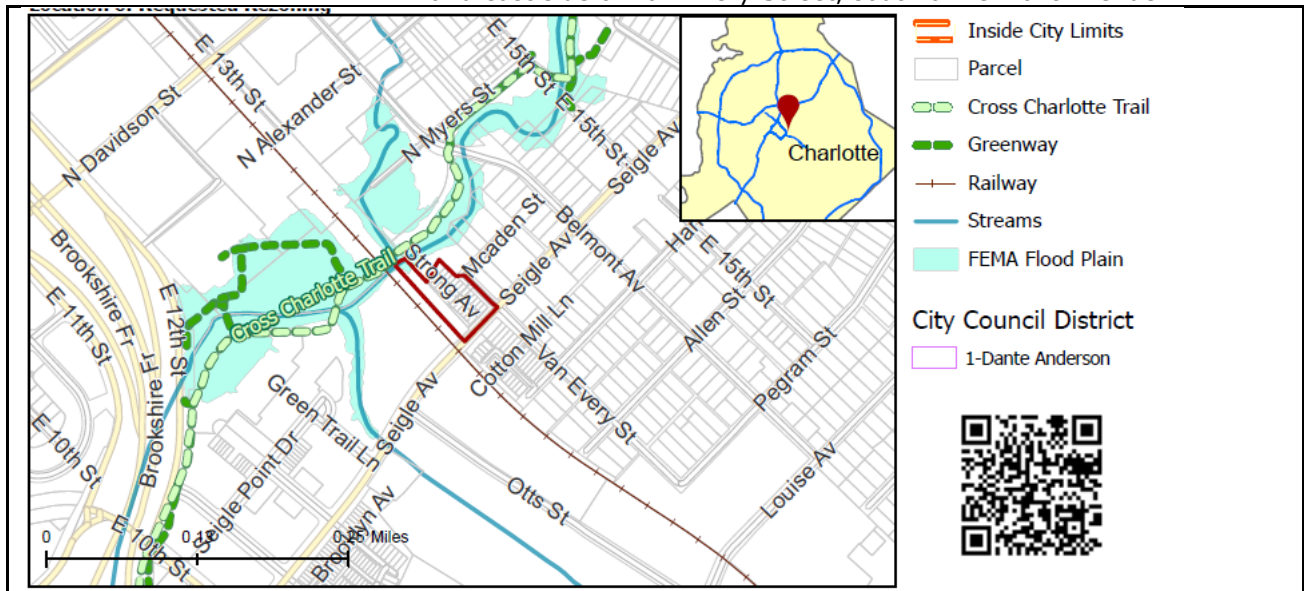 Location of Requested Rezoning
N Davidson St
E 13th St
N Alexander St
N Myers St
E 15th St
E 15th St
Seigle Av
Charlotte
Brookshire Fr
E 11th St
E 12th St
Brookshire Fr
Cross Charlotte Trail
Strong Av
Mcaden St
Seigle Av
Belmont Av
E 15th St
Cotton Mill Ln
Allen St
Van Every St
Pegram St
Green Trail Ln
Seigle Av
E 10th St
Seigle Point Dr
Otts St
Louise Av
E 10th St
0
0.25 Miles
Inside City Limits
Parcel
Cross Charlotte Trail
Greenway
Railway
Streams
FEMA Flood Plain
City Council District
1-Dante Anderson